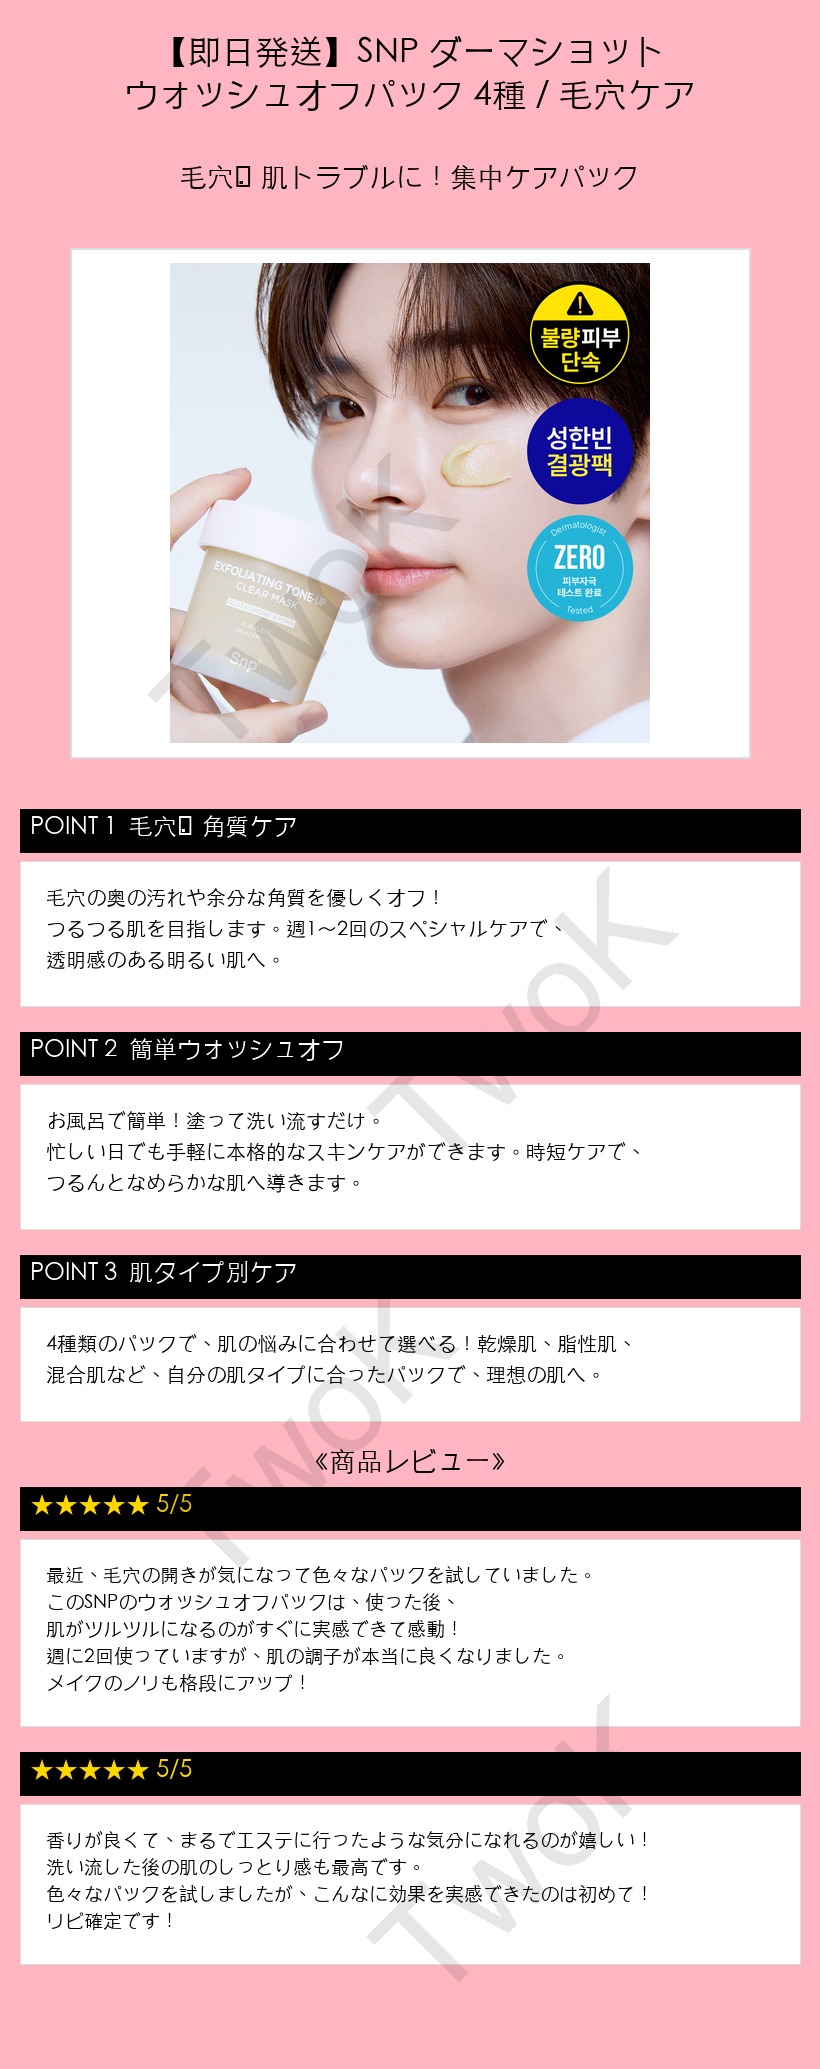 【即日発送】SNP ダーマショット
ウォッシュオフパック 4種 / 毛穴ケア
毛穴 肌トラブルに！集中ケアパック
불량피부
단속
성한빈
결광팩
Dermatologist
ZERO
피부자극
테스트 완료
Tested
EXFOLIATING TONE-UP
CLEAR MASK
GLUTATHIONE X PDRN
Snp
TwoK
POINT 1 毛穴 角質ケア
毛穴の奥の汚れや余分な角質を優しくオフ！
つるつる肌を目指します。週1～2回のスペシャルケアで、
透明感のある明るい肌へ。
TwoK
POINT 2 簡単ウォッシュオフ
お風呂で簡単！塗って洗い流すだけ。
忙しい日でも手軽に本格的なスキンケアができます。時短ケアで、
つるんとなめらかな肌へ導きます。
POINT 3 肌タイプ別ケア
4種類のパックで、肌の悩みに合わせて選べる！乾燥肌、脂性肌、
混合肌など、自分の肌タイプに合ったパックで、理想の肌へ。
TwoK
《商品レビュー》
★★★★★ 5/5
最近、毛穴の開きが気になって色々なパックを試していました。
このSNPのウォッシュオフパックは、使った後、
肌がツルツルになるのがすぐに実感できて感動！
週に2回使っていますが、肌の調子が本当に良くなりました。
メイクのノリも格段にアップ！
★★★★★ 5/5
香りが良くて、まるでエステに行ったような気分になれるのが嬉しい！
洗い流した後の肌のしっとり感も最高です。
色々なパックを試しましたが、こんなに効果を実感できたのは初めて！
リピ確定です！
TwoK